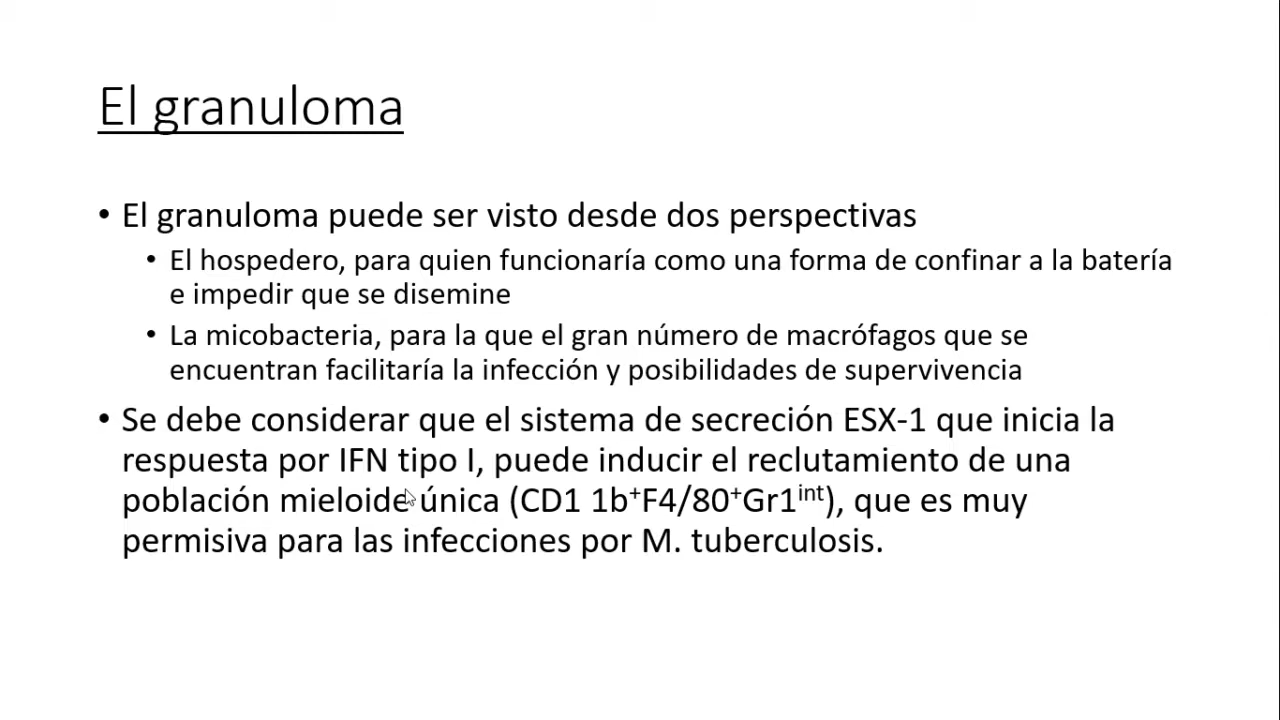 El granuloma
• El granuloma puede ser visto desde dos perspectivas
• El hospedero, para quien funcionaría como una forma de confinar a la batería
e impedir que se disemine
• La micobacteria, para la que el gran número de macrófagos que se
encuentran facilitaría la infección y posibilidades de supervivencia
• Se debe considerar que el sistema de secreción ESX-1 que inicia la
respuesta por IFN tipo I, puede inducir el reclutamiento de una
población mieloide única (CD1 1b⁺F4/80⁺Gr1ⁱⁿᵗ), que es muy
permisiva para las infecciones por M. tuberculosis.